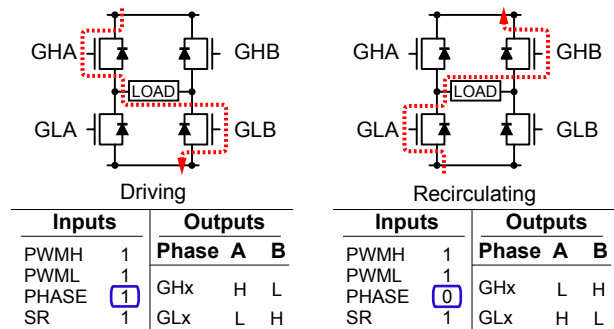 GHA GHB GHA GHB
LOAD LOAD
GLA GLB GLA GLB
Driving Recirculating
Inputs Outputs Inputs Outputs
PWMH 1 Phase A B PWMH 1 Phase A B
PWML 1 PWML 1
PHASE 1 GHx H L PHASE 0 GHx L H
SR 1 GLx L H SR 1 GLx H L